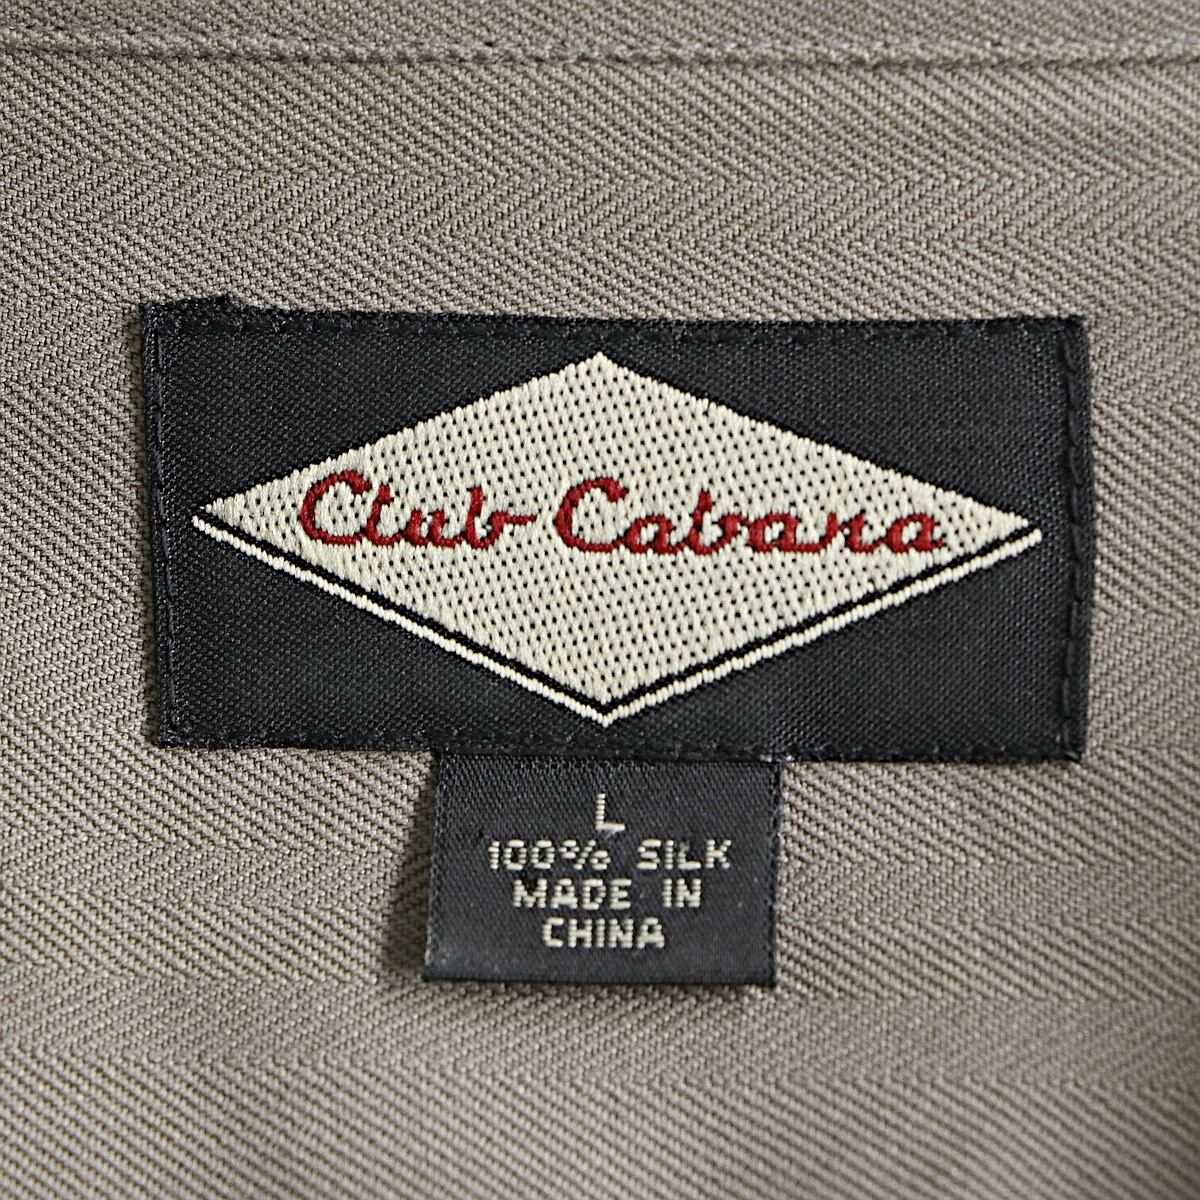 Club Cabana
L
100% SILK
MADE IN
CHINA